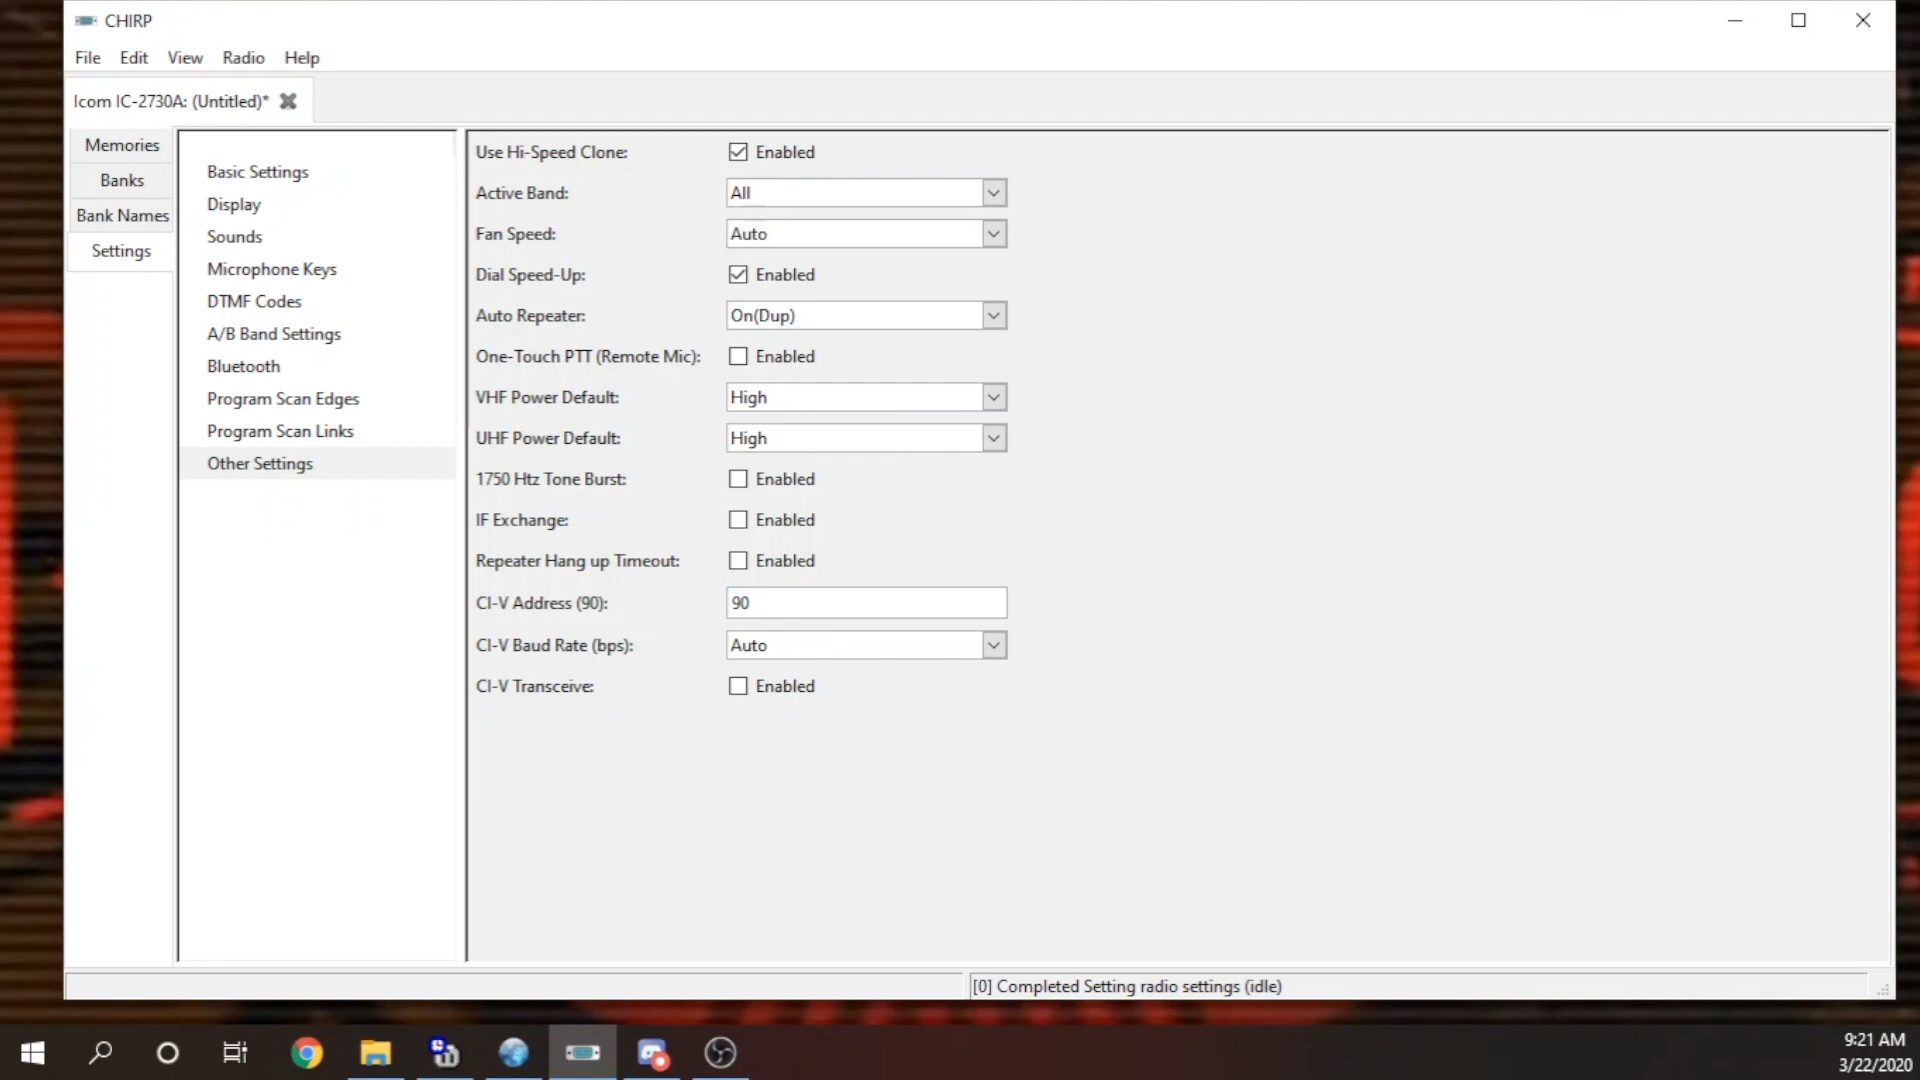 CHIRP
File Edit View Radio Help
Icom IC-2730A: (Untitled)*
Memories
Banks
Bank Names
Settings
Basic Settings
Display
Sounds
Microphone Keys
DTMF Codes
A/B Band Settings
Bluetooth
Program Scan Edges
Program Scan Links
Other Settings
Use Hi-Speed Clone: Enabled
Active Band: All
Fan Speed: Auto
Dial Speed-Up: Enabled
Auto Repeater: On(Dup)
One-Touch PTT (Remote Mic): Enabled
VHF Power Default: High
UHF Power Default: High
1750 Htz Tone Burst: Enabled
IF Exchange: Enabled
Repeater Hang up Timeout: Enabled
CI-V Address (90): 90
CI-V Baud Rate (bps): Auto
CI-V Transceive: Enabled
[0] Completed Setting radio settings (idle)
9:21 AM
3/22/2020